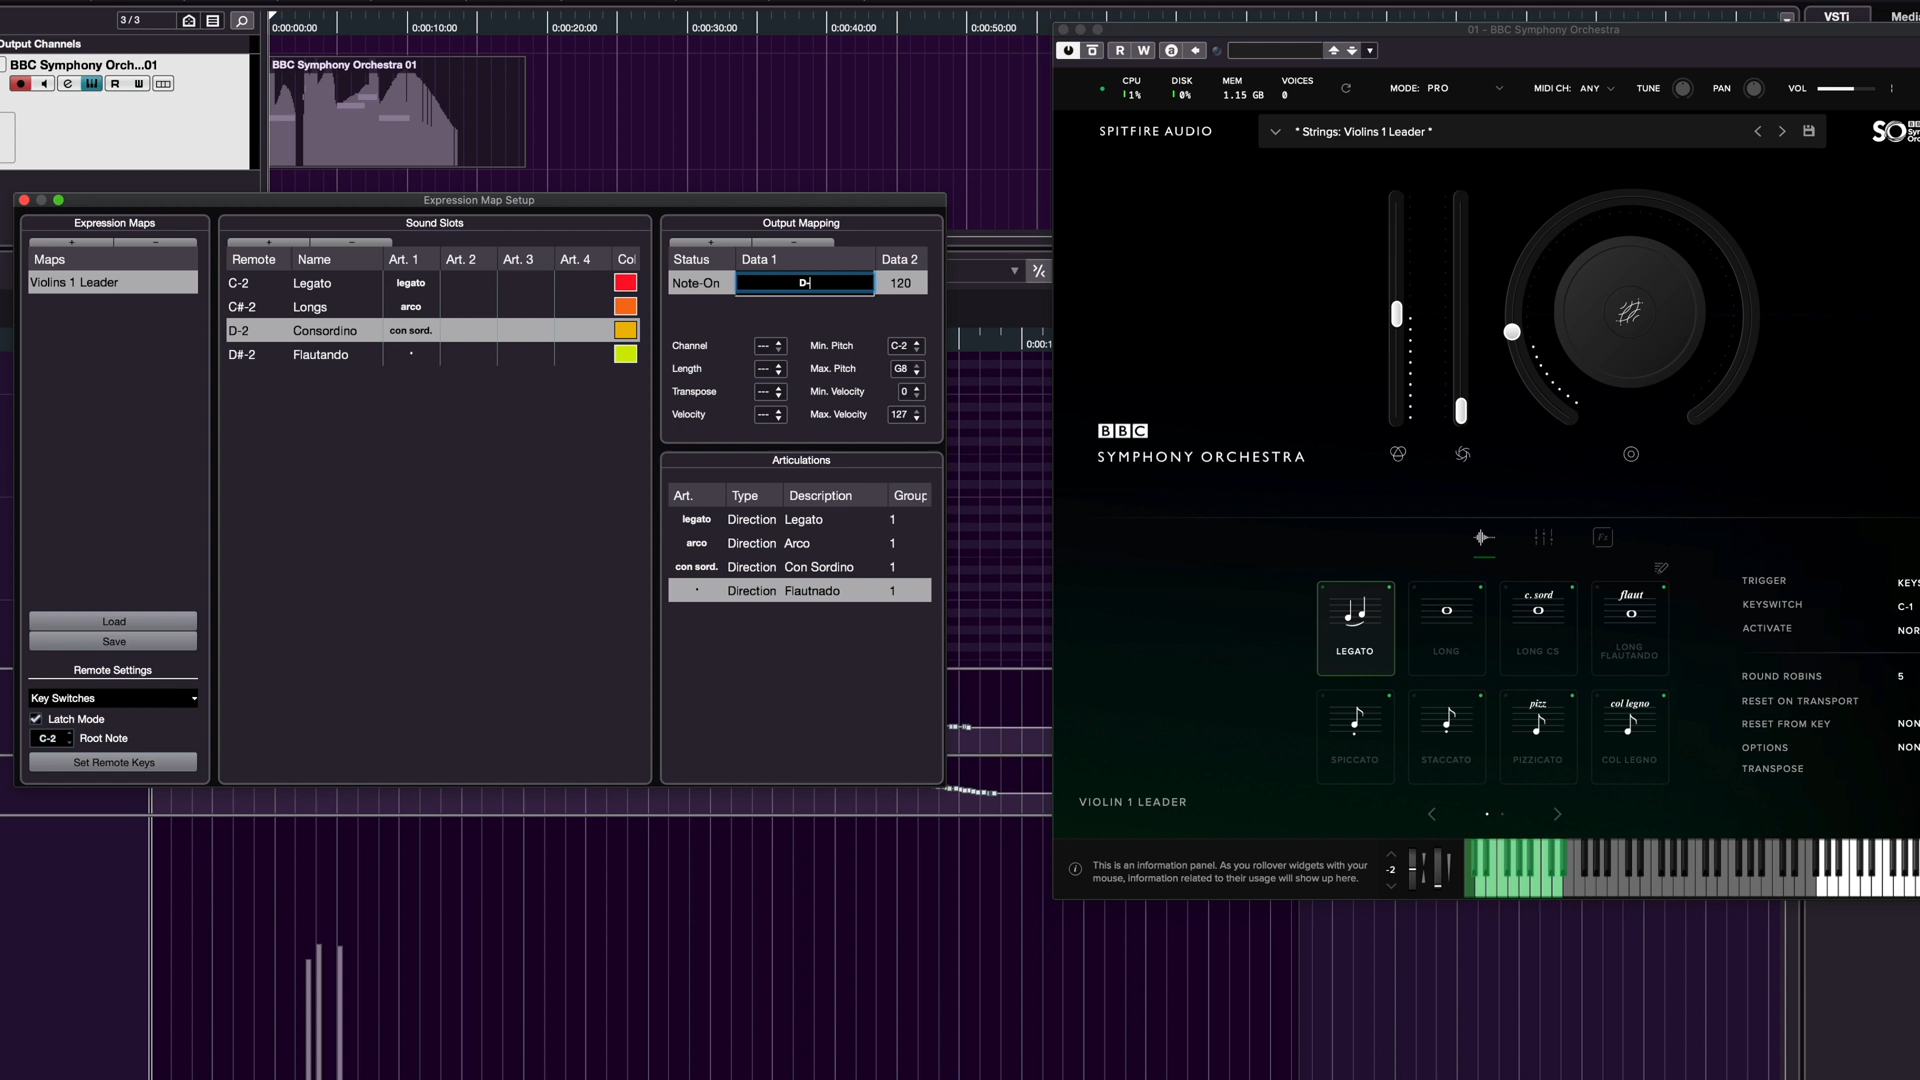 3 / 3
0:00:00:00
0:00:10:00
0:00:20:00
0:00:30:00
0:00:40:00
0:00:50:00
VSTi
Output Channels
BBC Symphony Orch...01
R
BBC Symphony Orchestra 01
01 - BBC Symphony Orchestra
R W
CPU
1%
DISK
0%
MEM
1.15 GB
VOICES
0
MODE: PRO
MIDI CH: ANY
TUNE
PAN
VOL
SPITFIRE AUDIO
* Strings: Violins 1 Leader *
SO
Expression Map Setup
Expression Maps
+ −
Maps
Violins 1 Leader
Load
Save
Remote Settings
Key Switches
Latch Mode
C-2 Root Note
Set Remote Keys
Sound Slots
+ −
Remote Name Art. 1 Art. 2 Art. 3 Art. 4 Col
C-2 Legato legato
C#-2 Longs arco
D-2 Consordino con sord.
D#-2 Flautando
Output Mapping
+ −
Status Data 1 Data 2
Note-On D- 120
Channel --- Min. Pitch C-2
Length --- Max. Pitch G8
Transpose --- Min. Velocity 0
Velocity --- Max. Velocity 127
Articulations
Art. Type Description Group
legato Direction Legato 1
arco Direction Arco 1
con sord. Direction Con Sordino 1
Direction Flautnado 1
0:00:1
BBC
SYMPHONY ORCHESTRA
Fx
LEGATO
LONG
c. sord
LONG CS
flaut
LONG FLAUTANDO
SPICCATO
STACCATO
pizz
PIZZICATO
col legno
COL LEGNO
TRIGGER KEYS
KEYSWITCH C-1
ACTIVATE NOR
ROUND ROBINS 5
RESET ON TRANSPORT
RESET FROM KEY NON
OPTIONS NON
TRANSPOSE
VIOLIN 1 LEADER
This is an information panel. As you rollover widgets with your
mouse, information related to their usage will show up here.
-2